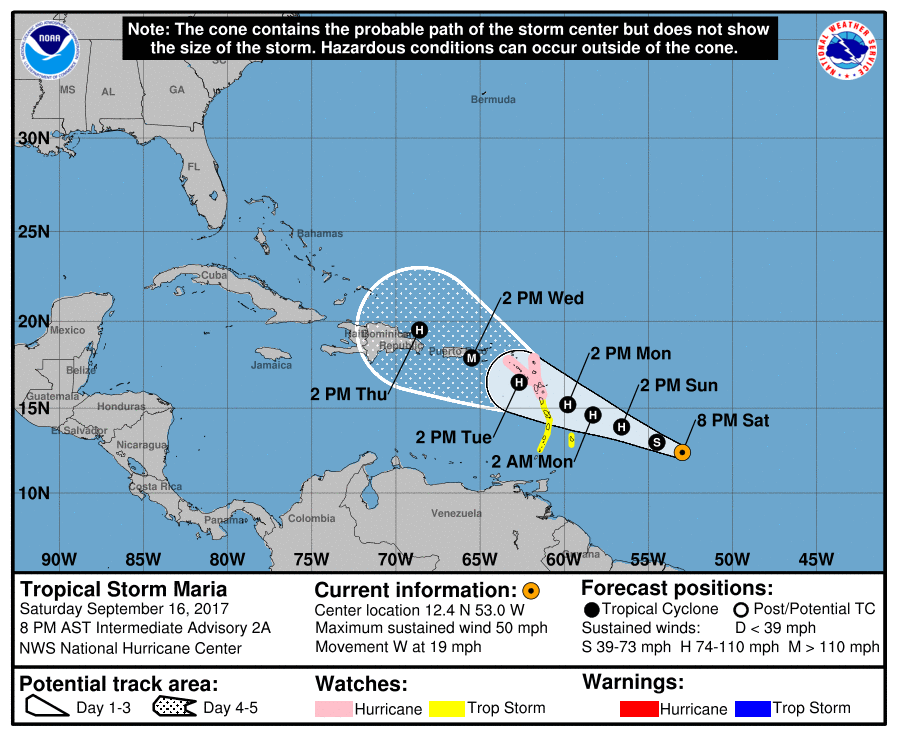 Note: The cone contains the probable path of the storm center but does not show
the size of the storm. Hazardous conditions can occur outside of the cone.
NOAA
NATIONAL WEATHER SERVICE
SC
MS
AL
GA
Bermuda
30N
FL
25N
Bahamas
Cuba
2 PM Wed
20N
Mexico
H
Dominican
Republic
Puerto
M
2 PM Mon
Jamaica
Belize
2 PM Thu
H
2 PM Sun
Guatemala
Honduras
15N
H
H
8 PM Sat
El Salvador
Nicaragua
2 PM Tue
H
S
2 AM Mon
10N
Costa Rica
Panama
Colombia
Venezuela
Guyana
90W 85W 80W 75W 70W 65W 60W 55W 50W 45W
Tropical Storm Maria
Saturday September 16, 2017
8 PM AST Intermediate Advisory 2A
NWS National Hurricane Center
Current information:
Center location 12.4 N 53.0 W
Maximum sustained wind 50 mph
Movement W at 19 mph
Forecast positions:
Tropical Cyclone Post/Potential TC
Sustained winds: D < 39 mph
S 39-73 mph H 74-110 mph M > 110 mph
Potential track area:
Day 1-3 Day 4-5
Watches:
Hurricane Trop Storm
Warnings:
Hurricane Trop Storm